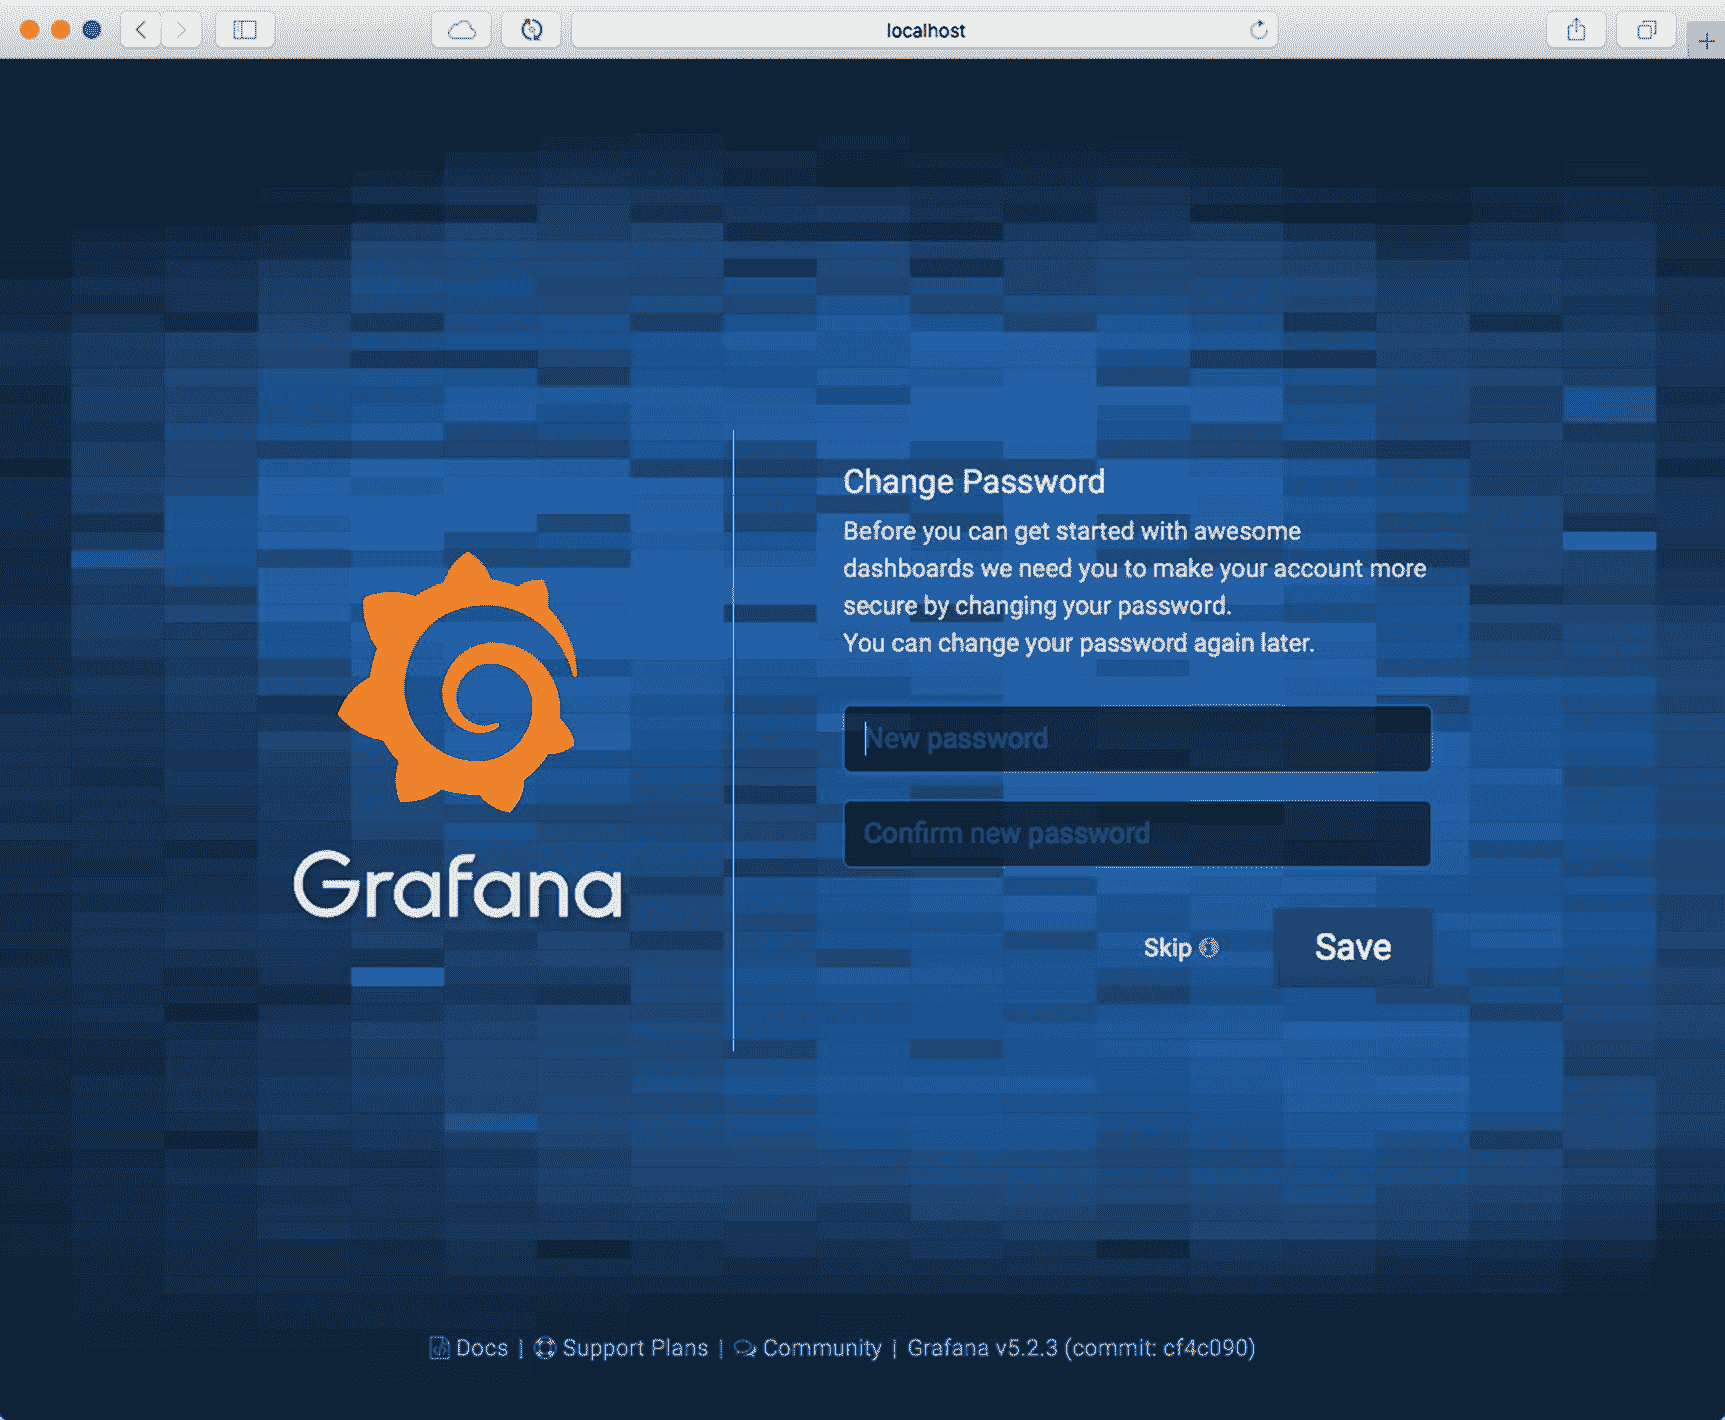 localhost
Change Password
Before you can get started with awesome
dashboards we need you to make your account more
secure by changing your password.
You can change your password again later.
New password
Confirm new password
Skip
Save
Grafana
Docs | Support Plans | Community | Grafana v5.2.3 (commit: cf4c090)